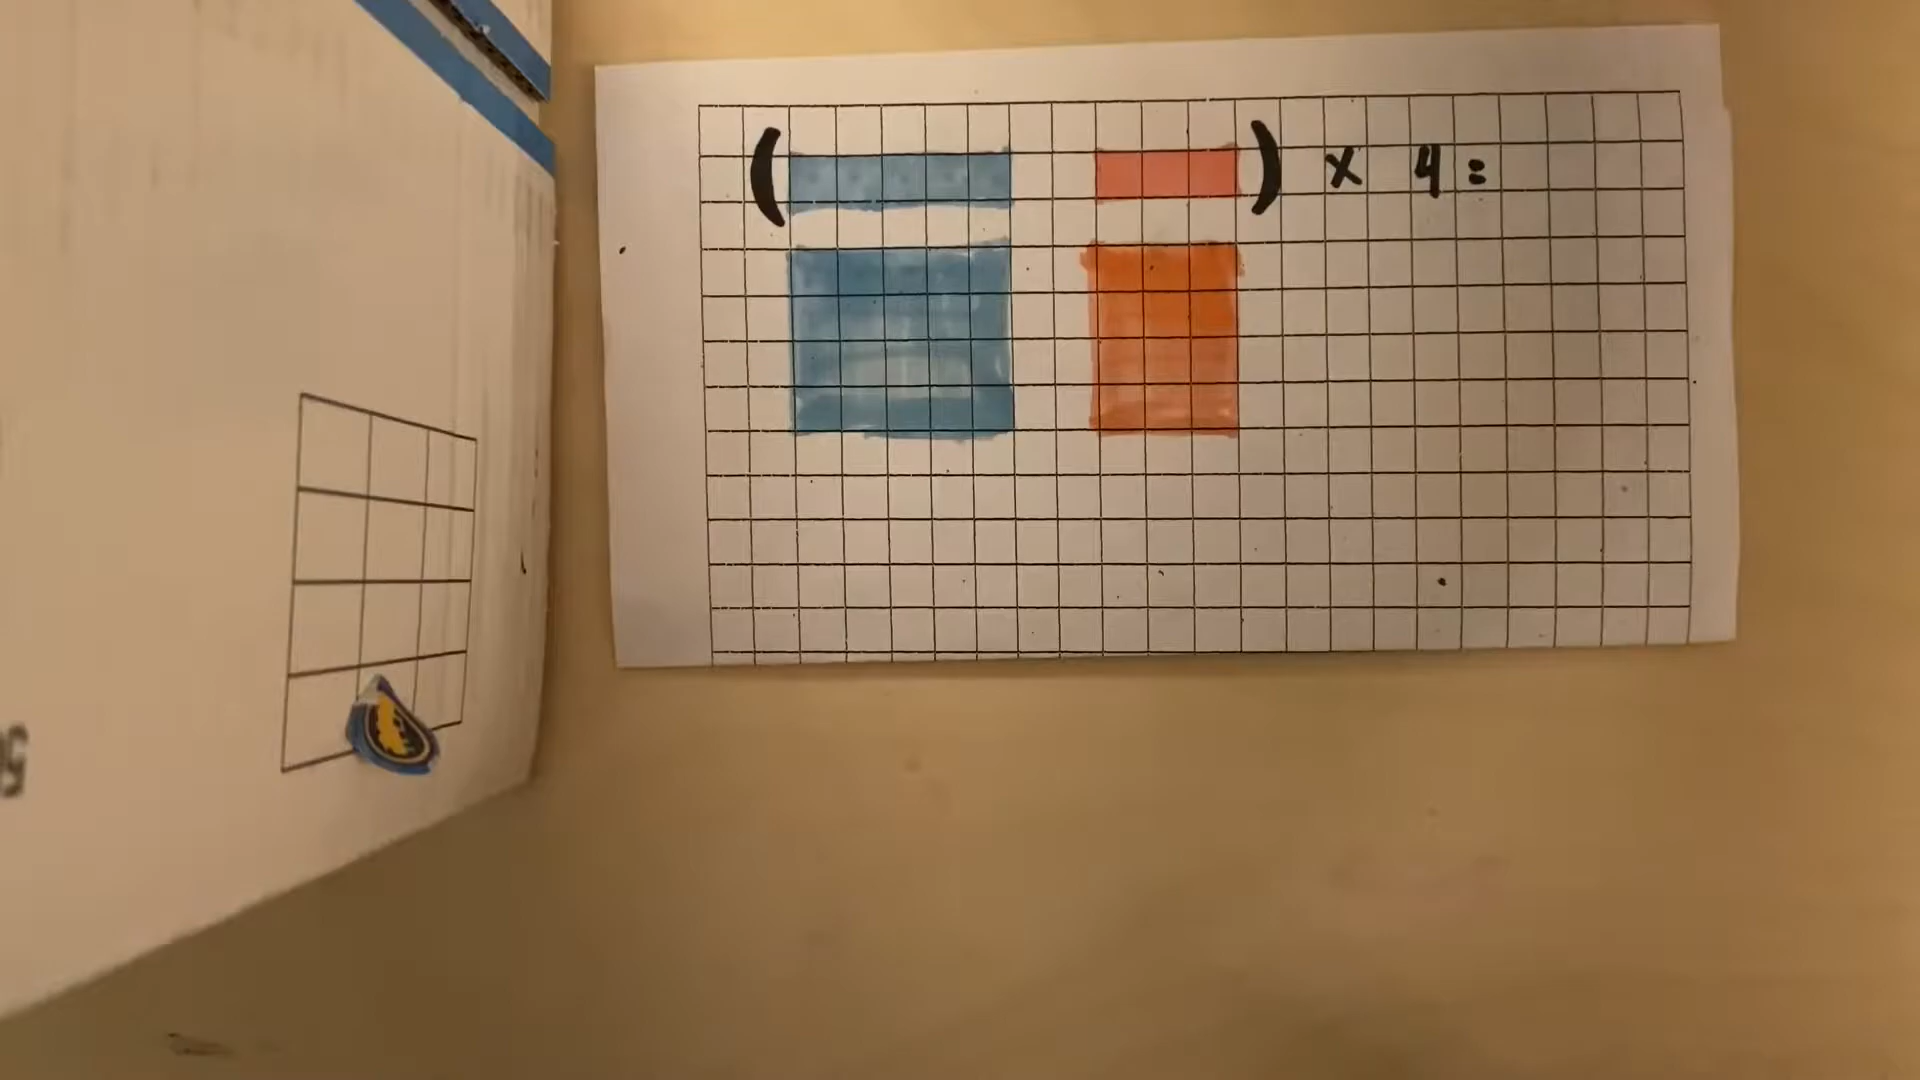 ( ) x 4 =